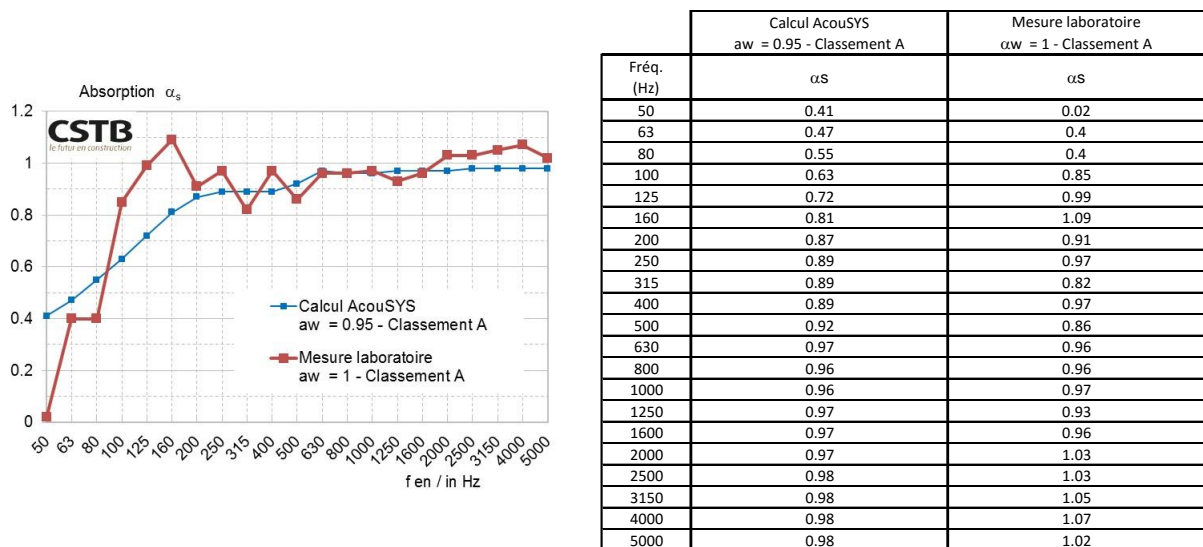 Absorption αs
1.2
1
0.8
0.6
0.4
0.2
0
CSTB
le futur en construction
Calcul AcouSYS
aw = 0.95 - Classement A
Mesure laboratoire
aw = 1 - Classement A
50 63 80 100 125 160 200 250 315 400 500 630 800 1000 1250 1600 2000 2500 3150 4000 5000
f en / in Hz
Calcul AcouSYS Mesure laboratoire
aw = 0.95 - Classement A αw = 1 - Classement A
Fréq.
(Hz) αs αs
50 0.41 0.02
63 0.47 0.4
80 0.55 0.4
100 0.63 0.85
125 0.72 0.99
160 0.81 1.09
200 0.87 0.91
250 0.89 0.97
315 0.89 0.82
400 0.89 0.97
500 0.92 0.86
630 0.97 0.96
800 0.96 0.96
1000 0.96 0.97
1250 0.97 0.93
1600 0.97 0.96
2000 0.97 1.03
2500 0.98 1.03
3150 0.98 1.05
4000 0.98 1.07
5000 0.98 1.02